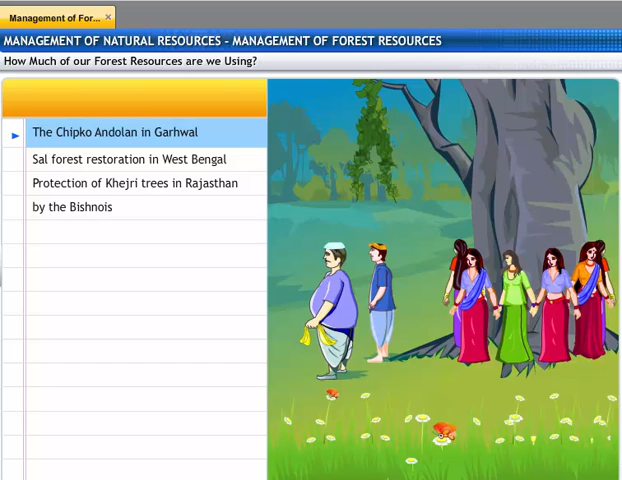 Management of For...
MANAGEMENT OF NATURAL RESOURCES - MANAGEMENT OF FOREST RESOURCES
How Much of our Forest Resources are we Using?
The Chipko Andolan in Garhwal
Sal forest restoration in West Bengal
Protection of Khejri trees in Rajasthan
by the Bishnois